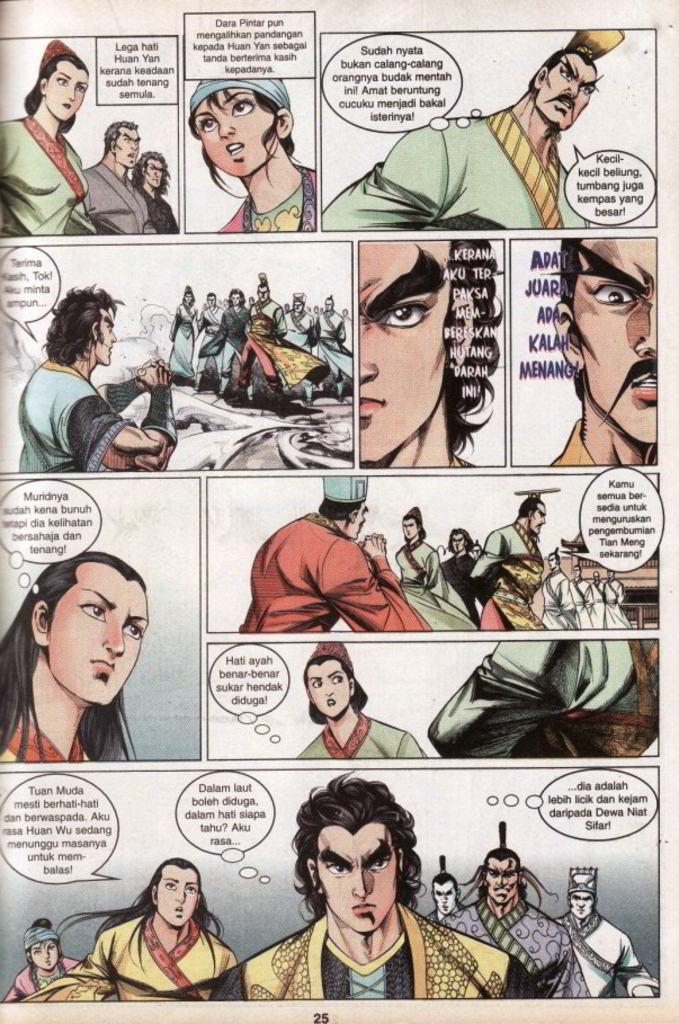 Lega hati
Huan Yan
kerana keadaan
sudah tenang
semula.
Dara Pintar pun
mengalihkan pandangan
kepada Huan Yan sebagai
tanda berterima kasih
kepadanya.
Sudah nyata
bukan calang-calang
orangnya budak mentah
ini! Amat beruntung
cucuku menjadi bakal
isterinya!
Kecil-
kecil beliung,
tumbang juga
kempas yang
besar!
Terima
Kasih, Tok!
Aku minta
ampun...
..KERANA
AKU TER-
PAKSA
MEM-
BERESKAN
HUTANG
DARAH
INI!
ADAT
JUARA,
ADA
KALAH
MENANG!
Muridnya
sudah kena bunuh
tetapi dia kelihatan
bersahaja dan
tenang!
Kamu
semua ber-
sedia untuk
menguruskan
pengebumian
Tian Meng
sekarang!
Hati ayah
benar-benar
sukar hendak
diduga!
Tuan Muda
mesti berhati-hati
dan berwaspada. Aku
rasa Huan Wu sedang
menunggu masanya
untuk mem-
balas!
Dalam laut
boleh diduga,
dalam hati siapa
tahu? Aku
rasa...
...dia adalah
lebih licik dan kejam
daripada Dewa Niat
Sifar!
25